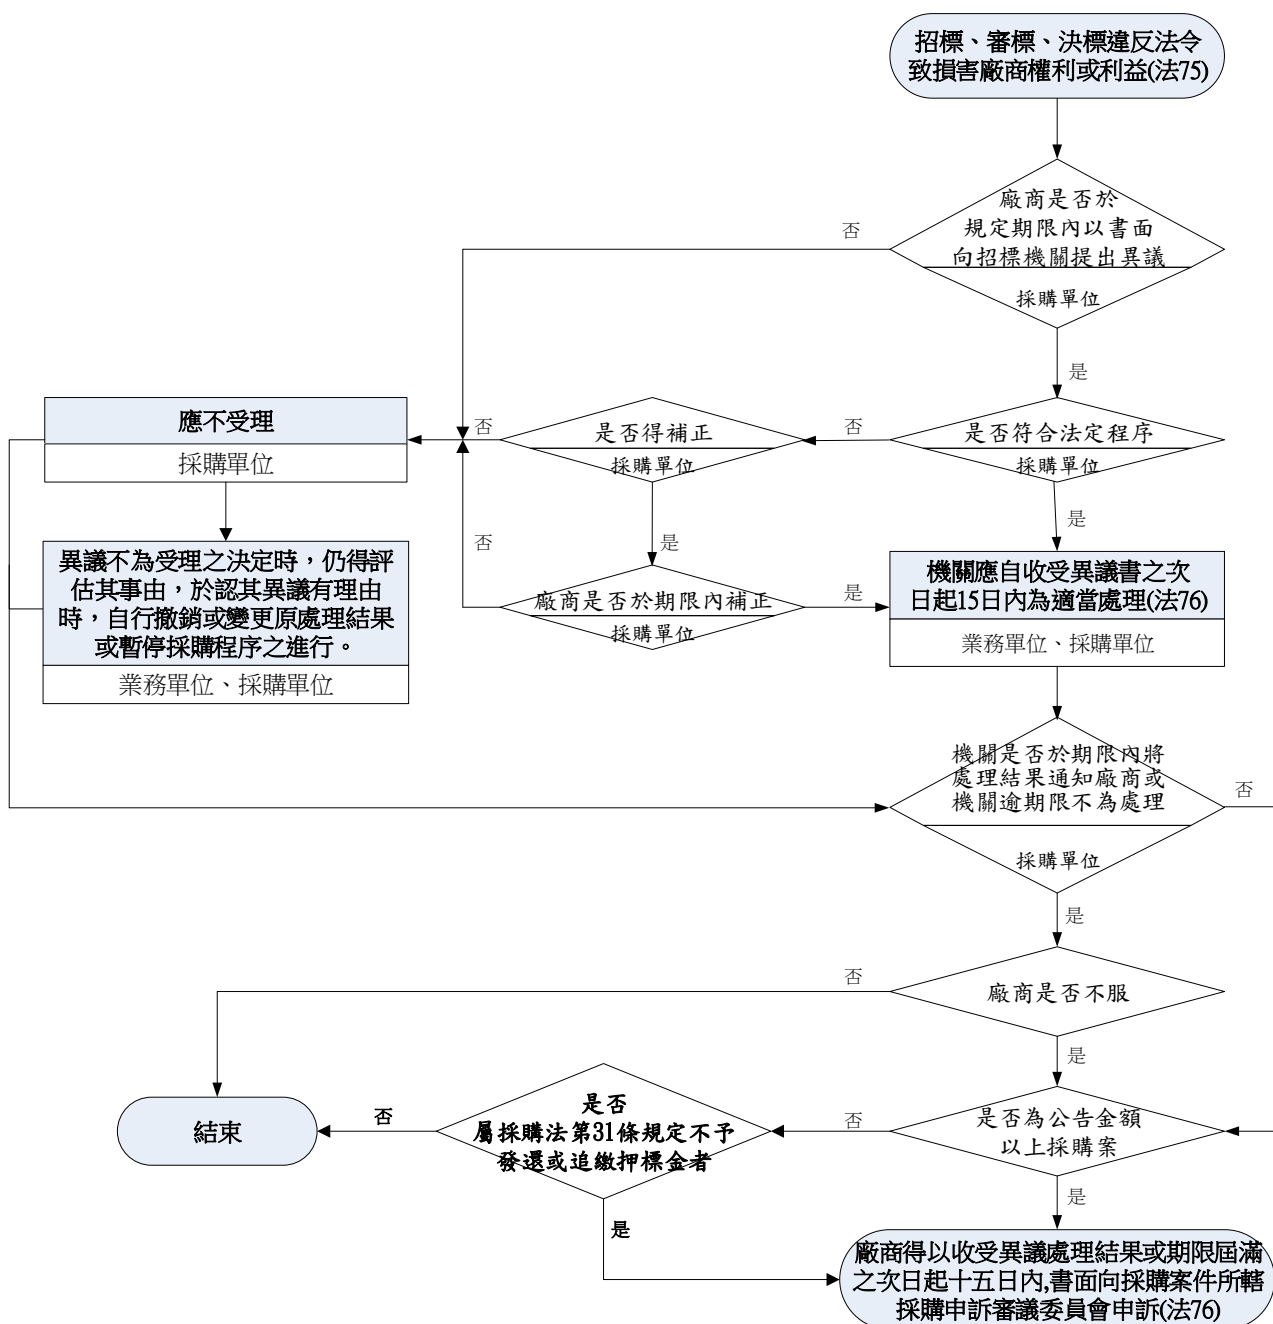 招標、審標、決標違反法令
致損害廠商權利或利益(法75)
廠商是否於
規定期限內以書面
向招標機關提出異議
採購單位
否
是
是否符合法定程序
採購單位
否
是否得補正
採購單位
否
應不受理
採購單位
是
是
異議不為受理之決定時，仍得評
估其事由，於認其異議有理由
時，自行撤銷或變更原處理結果
或暫停採購程序之進行。
業務單位、採購單位
否
廠商是否於期限內補正
採購單位
是
機關應自收受異議書之次
日起15日內為適當處理(法76)
業務單位、採購單位
機關是否於期限內將
處理結果通知廠商或
機關逾期限不為處理
採購單位
否
是
廠商是否不服
否
是
是否為公告金額
以上採購案
否
是否
屬採購法第31條規定不予
發還或追繳押標金者
否
結束
是
是
廠商得以收受異議處理結果或期限屆滿
之次日起十五日內,書面向採購案件所轄
採購申訴審議委員會申訴(法76)